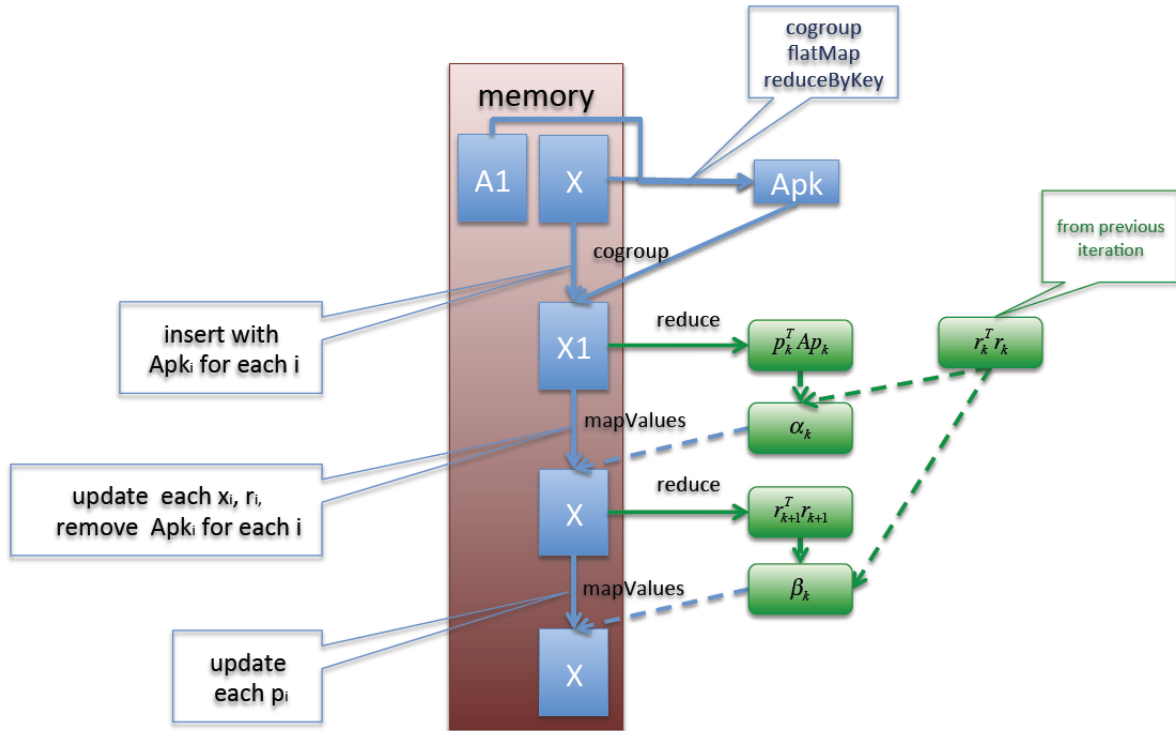 cogroup
flatMap
reduceByKey
memory
A1
X
Apk
from previous
iteration
cogroup
insert with
Apkᵢ for each i
X1
reduce
pₖᵀApₖ
rₖᵀrₖ
mapValues
αₖ
update each xᵢ, rᵢ,
remove Apkᵢ for each i
X
reduce
rₖ₊₁ᵀrₖ₊₁
mapValues
βₖ
update
each pᵢ
X